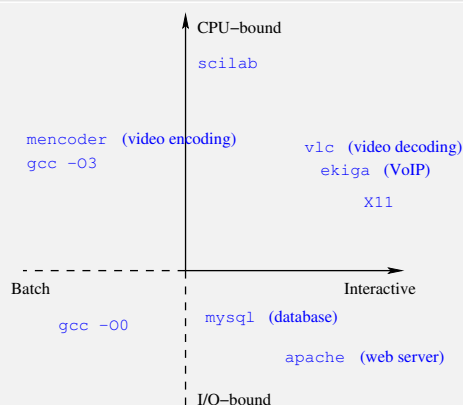 CPU−bound
scilab
mencoder (video encoding)
vlc (video decoding)
gcc −O3
ekiga (VoIP)
X11
Batch
Interactive
mysql (database)
gcc −O0
apache (web server)
I/O−bound